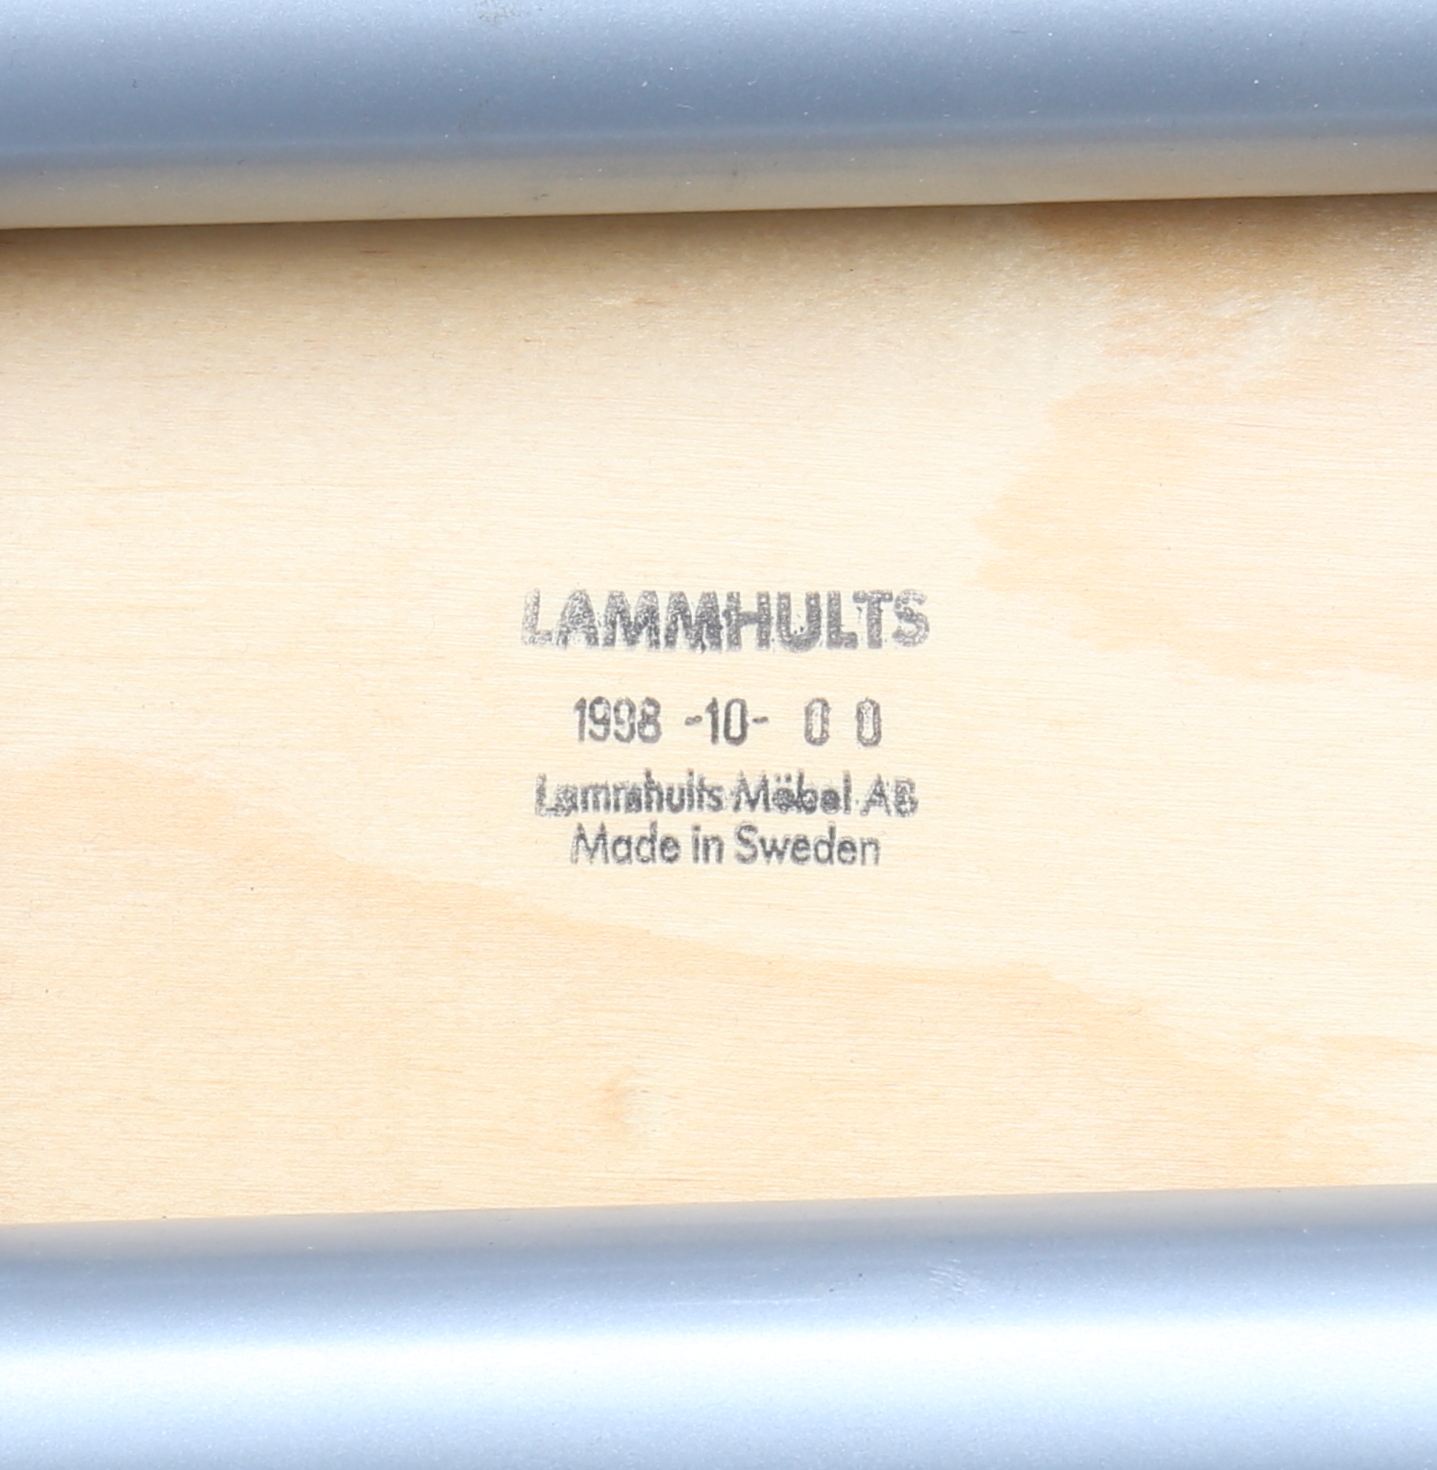 LAMMHULTS
1998 -10- 0 0
Lammhults Möbel AB
Made in Sweden